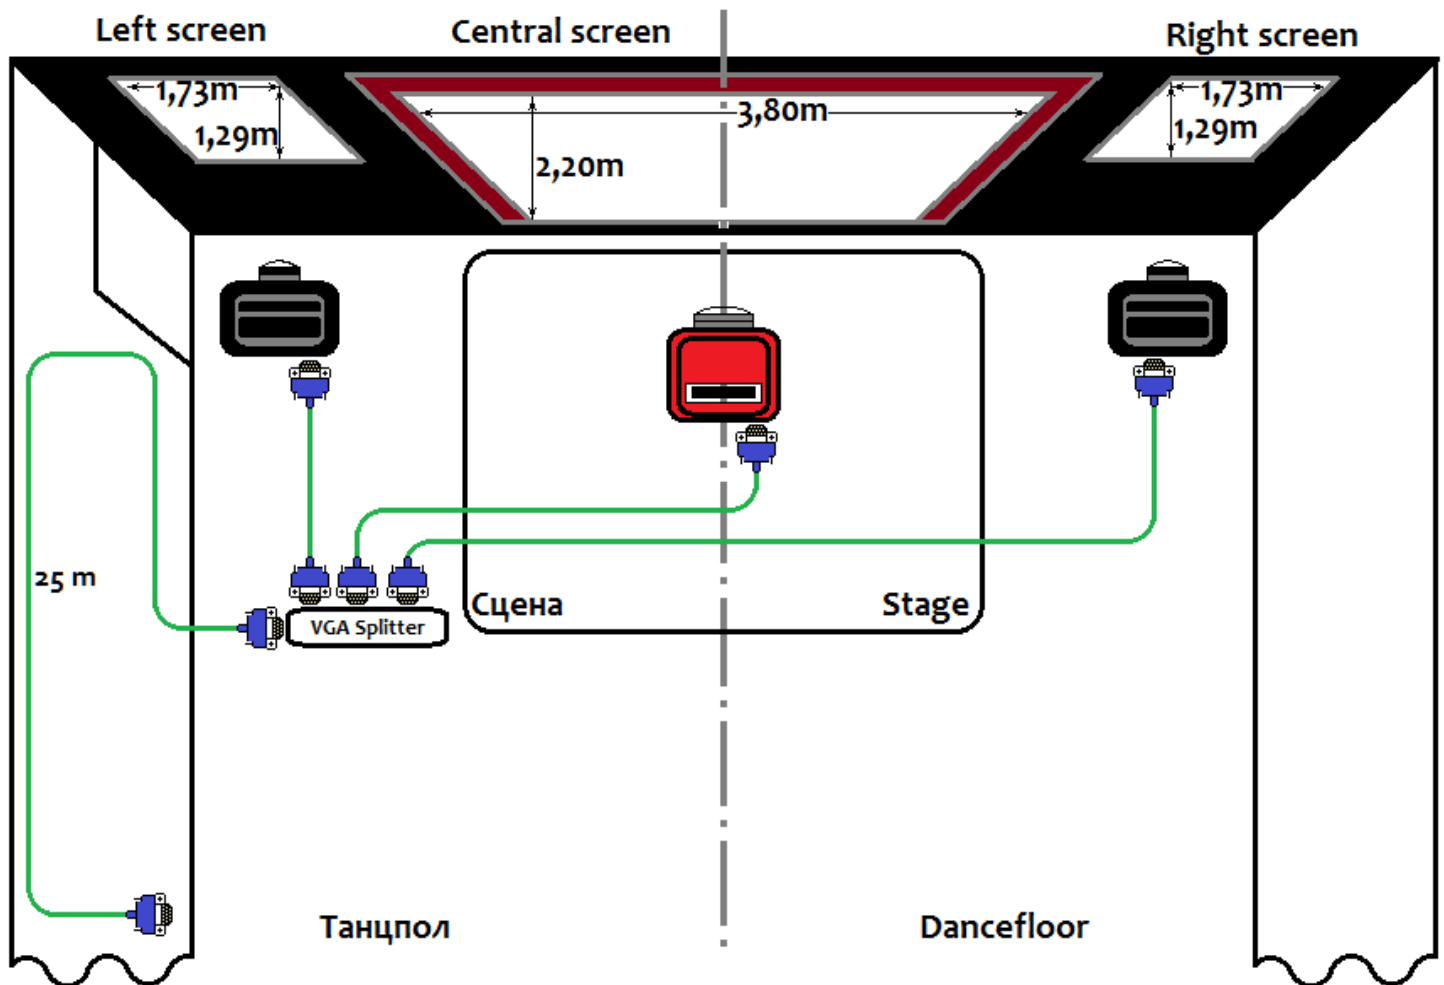 Left screen
Central screen
Right screen
1,73m
1,29m
3,80m
2,20m
1,73m
1,29m
25 m
VGA Splitter
Сцена
Stage
Танцпол
Dancefloor